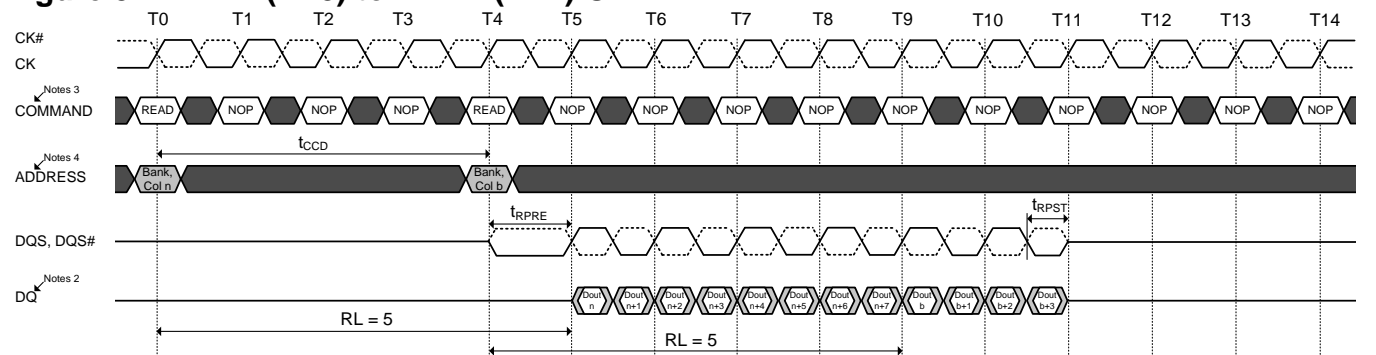 T0 T1 T2 T3 T4 T5 T6 T7 T8 T9 T10 T11 T12 T13 T14
CK#
CK
Notes 3
COMMAND READ NOP NOP NOP READ NOP NOP NOP NOP NOP NOP NOP NOP NOP NOP
tCCD
Notes 4
ADDRESS Bank, Col n Bank, Col b
tRPRE tRPST
DQS, DQS#
Notes 2
DQ Dout n Dout n+1 Dout n+2 Dout n+3 Dout n+4 Dout n+5 Dout n+6 Dout n+7 Dout b Dout b+1 Dout b+2 Dout b+3
RL = 5
RL = 5